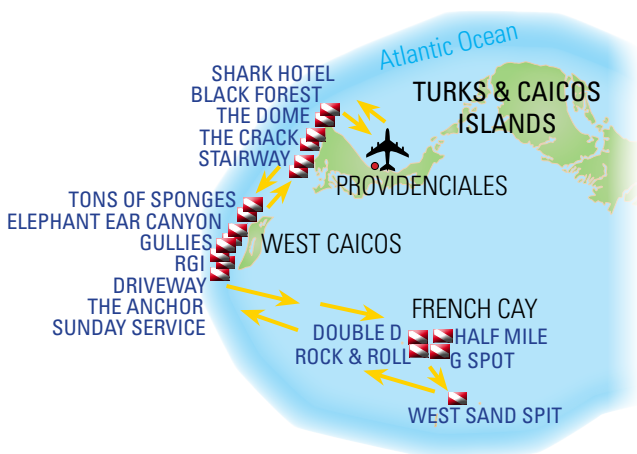 Atlantic Ocean
SHARK HOTEL
BLACK FOREST
THE DOME
THE CRACK
STAIRWAY
TURKS & CAICOS
ISLANDS
PROVIDENCIALES
TONS OF SPONGES
ELEPHANT EAR CANYON
GULLIES
RGI
DRIVEWAY
THE ANCHOR
SUNDAY SERVICE
WEST CAICOS
FRENCH CAY
DOUBLE D
HALF MILE
ROCK & ROLL
G SPOT
WEST SAND SPIT